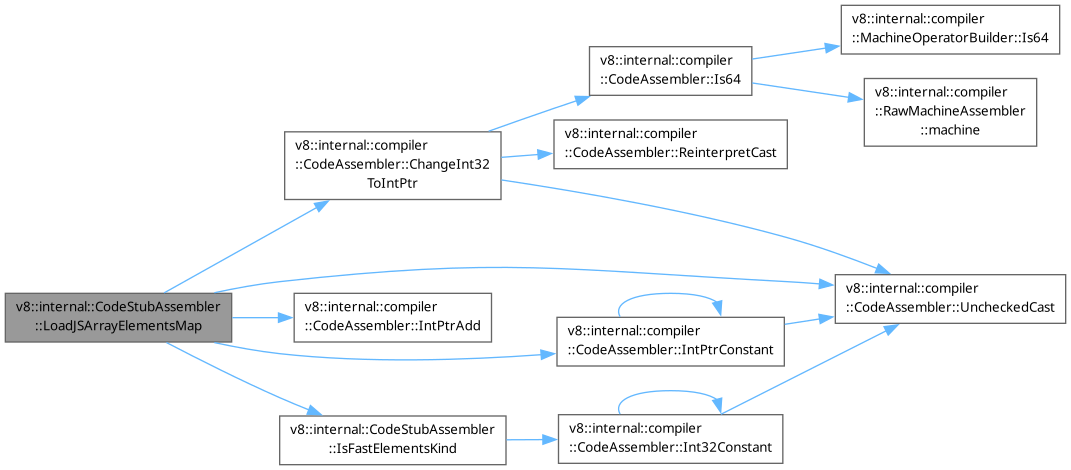 v8::internal::CodeStubAssembler
::LoadJSArrayElementsMap
v8::internal::compiler
::CodeAssembler::ChangeInt32
ToIntPtr
v8::internal::compiler
::CodeAssembler::Is64
v8::internal::compiler
::MachineOperatorBuilder::Is64
v8::internal::compiler
::RawMachineAssembler
::machine
v8::internal::compiler
::CodeAssembler::ReinterpretCast
v8::internal::compiler
::CodeAssembler::UncheckedCast
v8::internal::compiler
::CodeAssembler::IntPtrAdd
v8::internal::compiler
::CodeAssembler::IntPtrConstant
v8::internal::CodeStubAssembler
::IsFastElementsKind
v8::internal::compiler
::CodeAssembler::Int32Constant